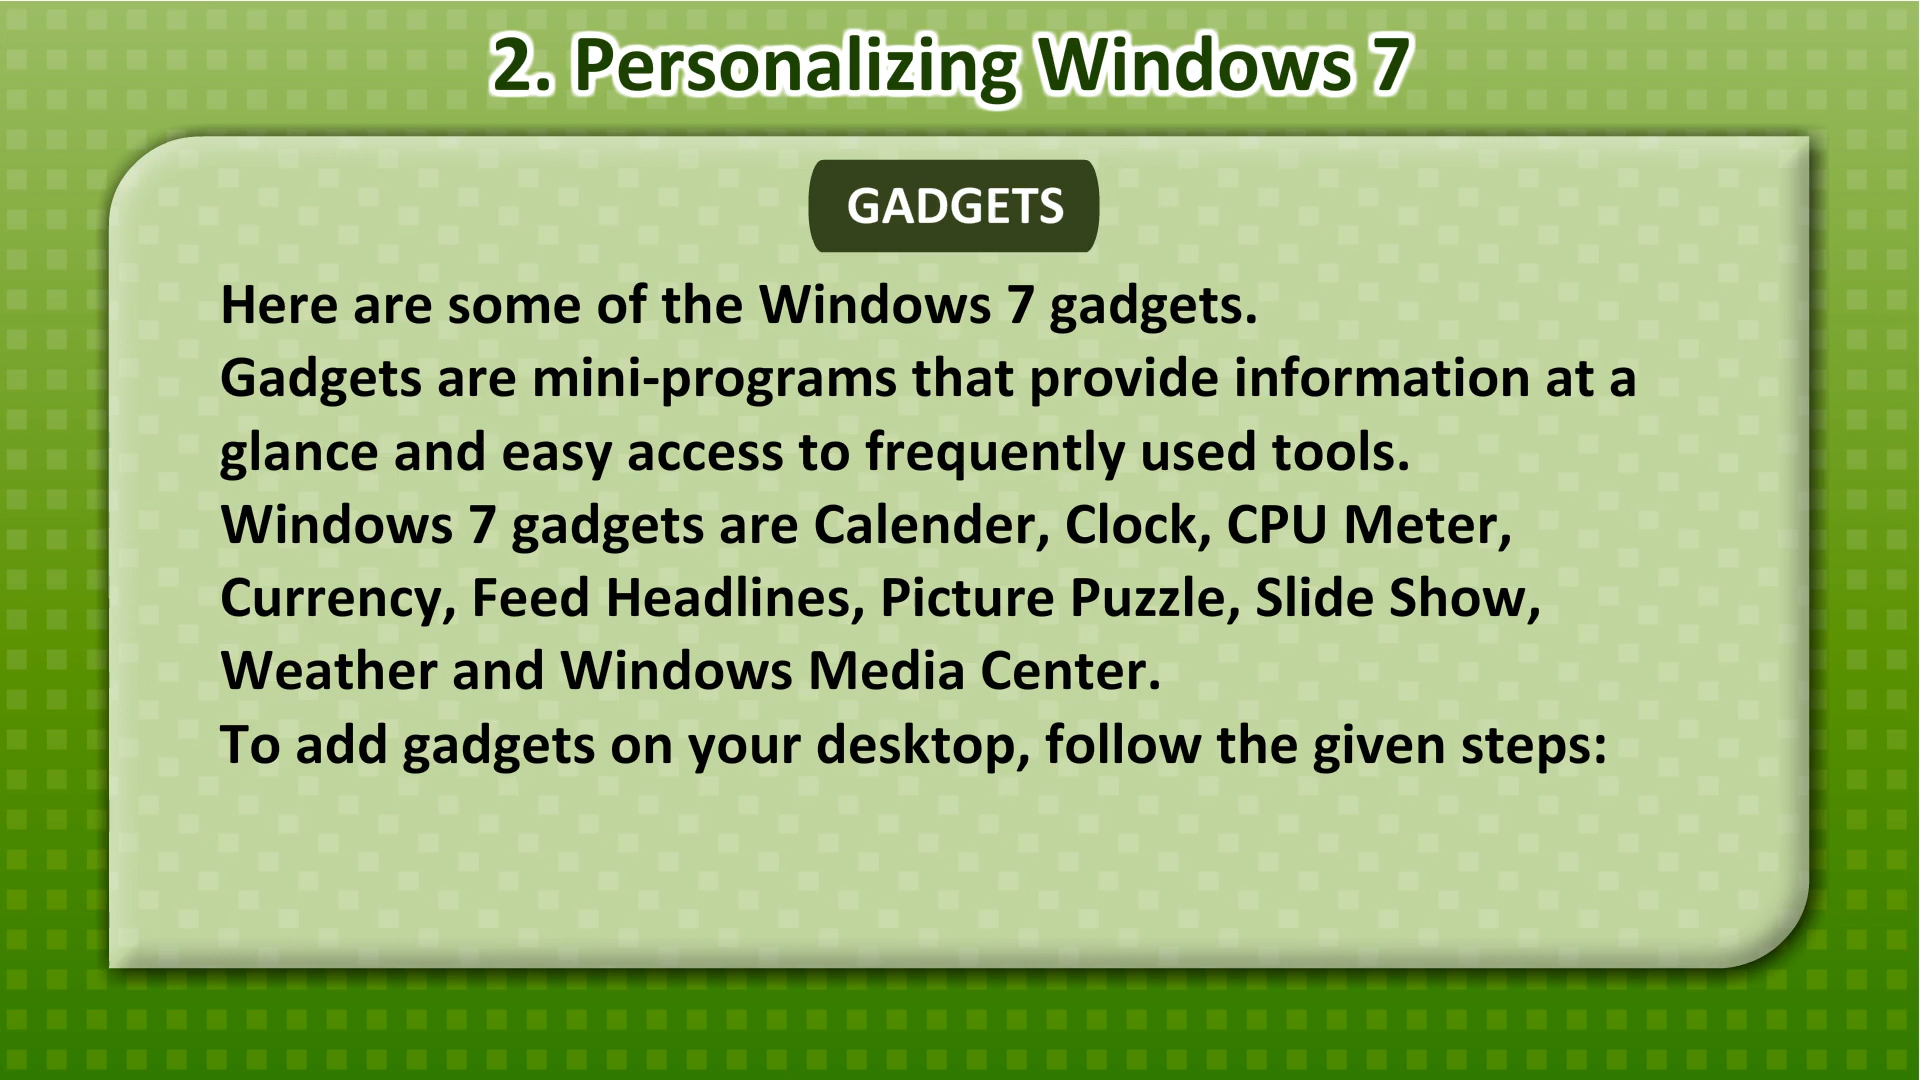 2. Personalizing Windows 7
GADGETS
Here are some of the Windows 7 gadgets.
Gadgets are mini-programs that provide information at a
glance and easy access to frequently used tools.
Windows 7 gadgets are Calender, Clock, CPU Meter,
Currency, Feed Headlines, Picture Puzzle, Slide Show,
Weather and Windows Media Center.
To add gadgets on your desktop, follow the given steps: